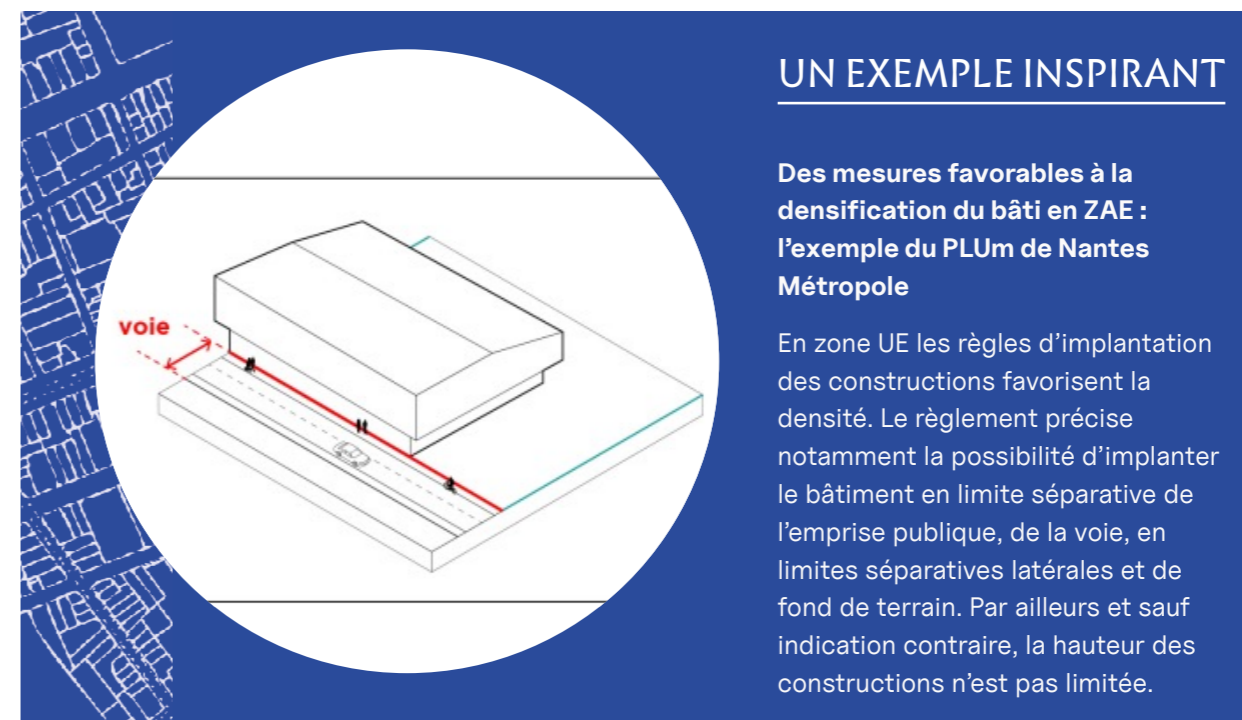 UN EXEMPLE INSPIRANT
Des mesures favorables à la
densification du bâti en ZAE :
l'exemple du PLUm de Nantes
Métropole
En zone UE les règles d'implantation
des constructions favorisent la
densité. Le règlement précise
notamment la possibilité d'implanter
le bâtiment en limite séparative de
l'emprise publique, de la voie, en
limites séparatives latérales et de
fond de terrain. Par ailleurs et sauf
indication contraire, la hauteur des
constructions n'est pas limitée.
voie